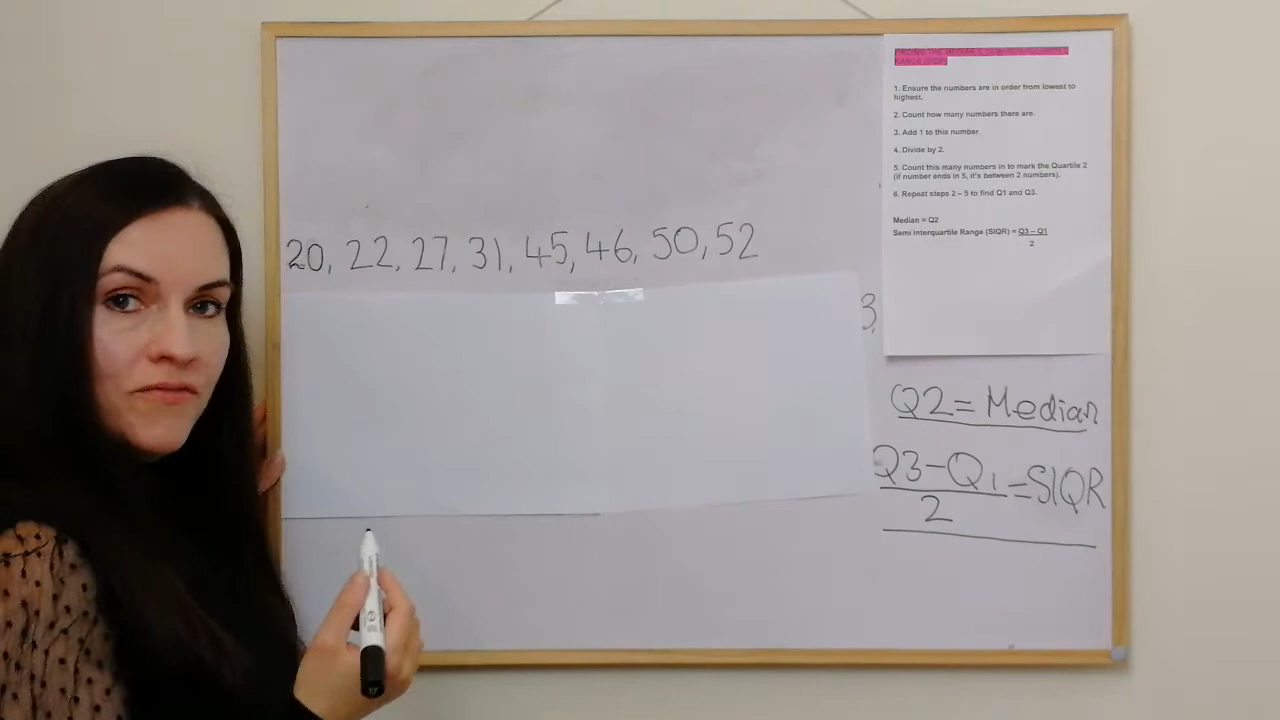 20, 22, 27, 31, 45, 46, 50, 52
3,
1. Ensure the numbers are in order from lowest to
highest.
2. Count how many numbers there are.
3. Add 1 to this number.
4. Divide by 2.
5. Count this many numbers in to mark the Quartile 2
(if number ends in 5, it's between 2 numbers).
6. Repeat steps 2 – 5 to find Q1 and Q3.
Median = Q2
Semi Interquartile Range (SIQR) = Q3 – Q1
2
Q2 = Median
Q3 – Q1 = SIQR
2